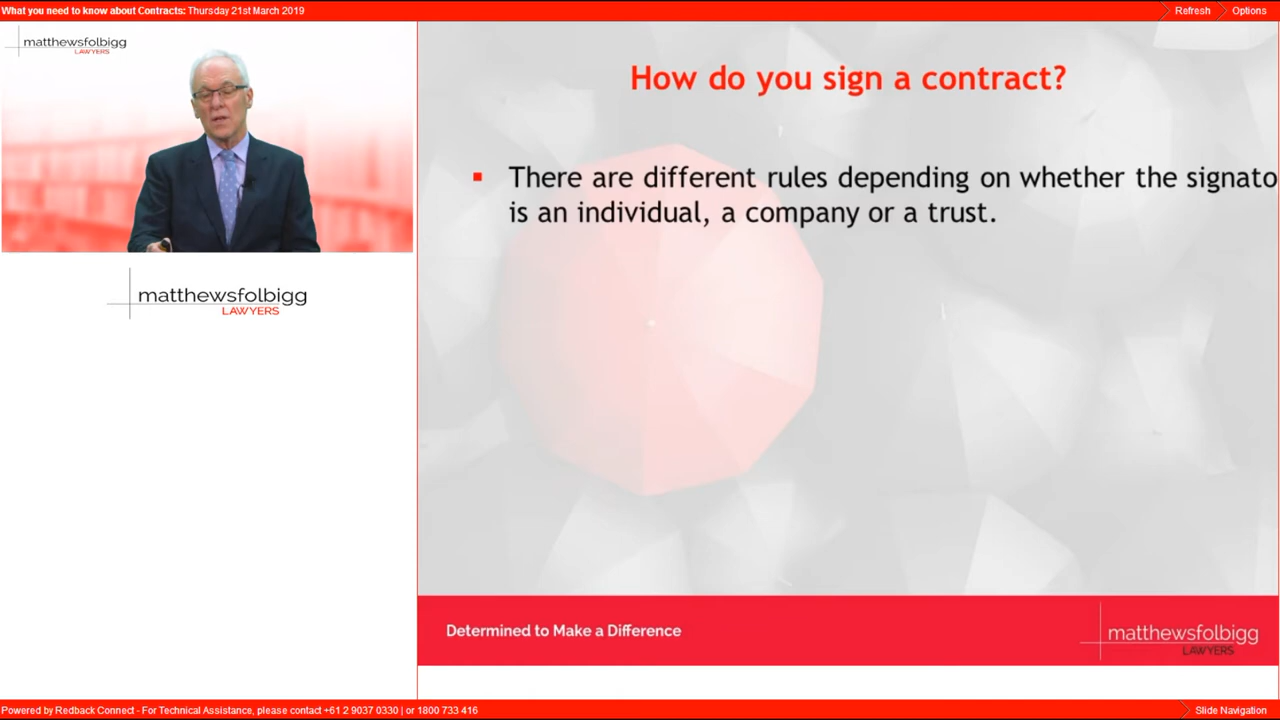 What you need to know about Contracts: Thursday 21st March 2019
Refresh
Options
matthewsfolbigg
LAWYERS
matthewsfolbigg
LAWYERS
How do you sign a contract?
There are different rules depending on whether the signato
is an individual, a company or a trust.
Determined to Make a Difference
matthewsfolbigg
LAWYERS
Powered by Redback Connect - For Technical Assistance, please contact +61 2 9037 0330 | or 1800 733 416
Slide Navigation